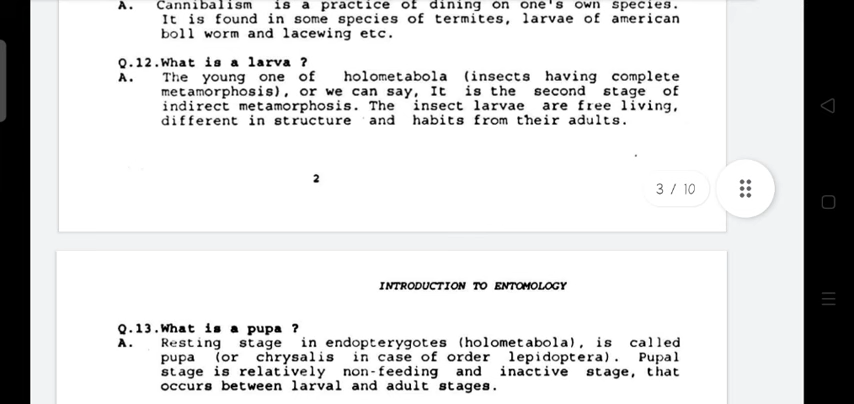 A. Cannibalism is a practice of dining on one's own species.
It is found in some species of termites, larvae of american
boll worm and lacewing etc.
Q.12.What is a larva ?
A. The young one of holometabola (insects having complete
metamorphosis), or we can say, It is the second stage of
indirect metamorphosis. The insect larvae are free living,
different in structure and habits from their adults.
2
3 / 10
INTRODUCTION TO ENTOMOLOGY
Q.13.What is a pupa ?
A. Resting stage in endopterygotes (holometabola), is called
pupa (or chrysalis in case of order lepidoptera). Pupal
stage is relatively non-feeding and inactive stage, that
occurs between larval and adult stages.